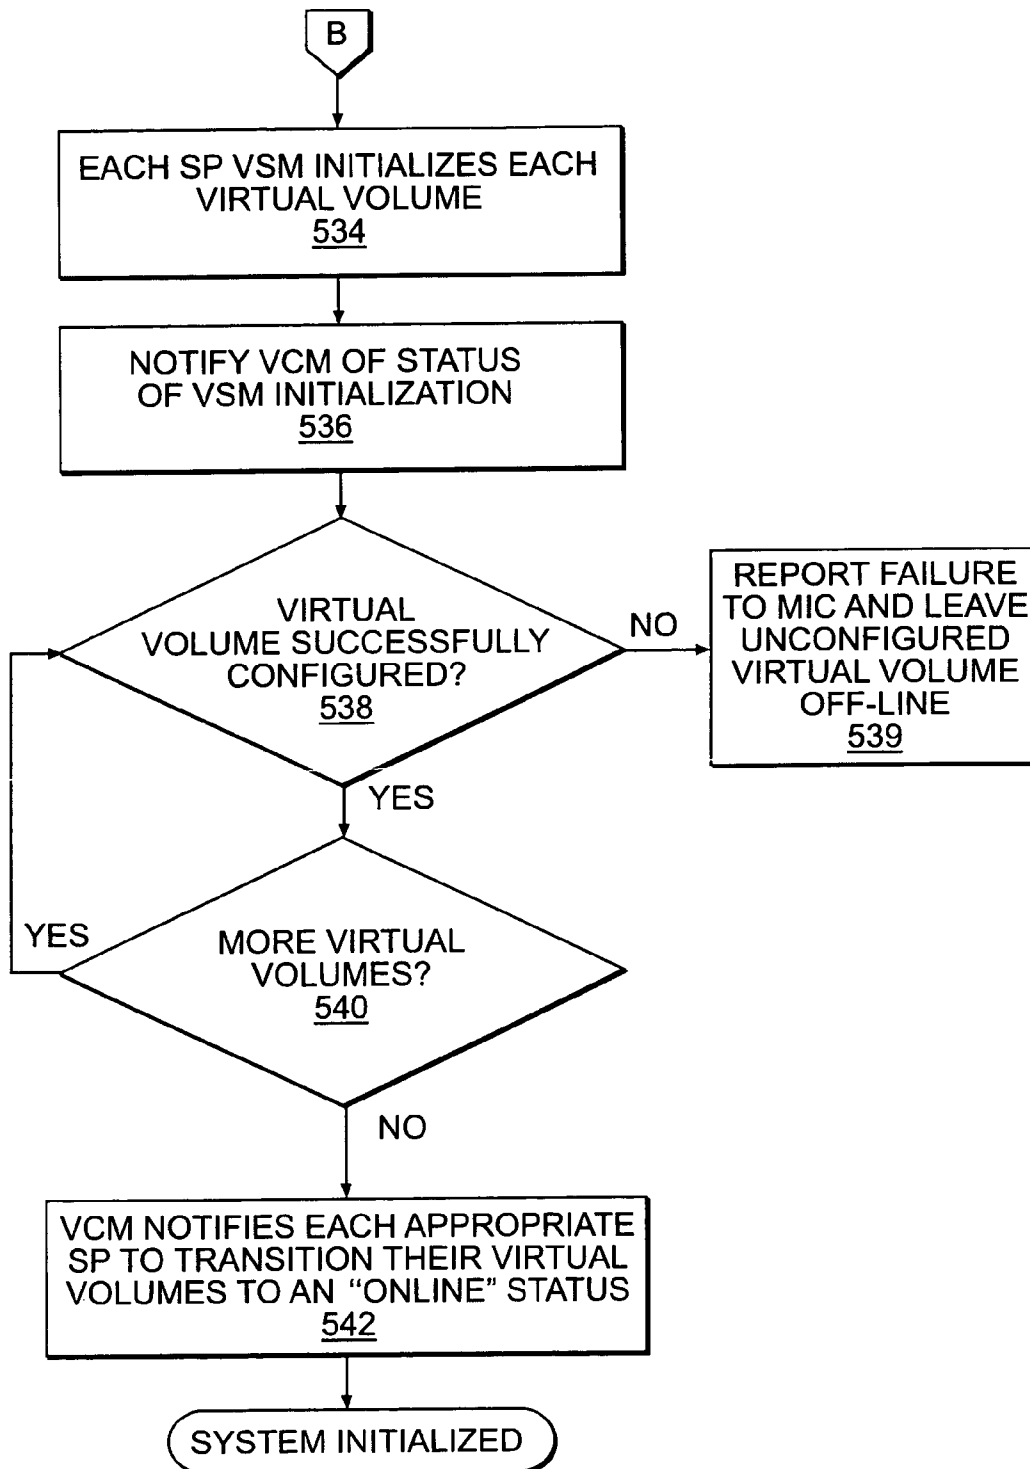 B
EACH SP VSM INITIALIZES EACH
VIRTUAL VOLUME
534
NOTIFY VCM OF STATUS
OF VSM INITIALIZATION
536
VIRTUAL
VOLUME SUCCESSFULLY
CONFIGURED?
538
NO
REPORT FAILURE
TO MIC AND LEAVE
UNCONFIGURED
VIRTUAL VOLUME
OFF-LINE
539
YES
YES
MORE VIRTUAL
VOLUMES?
540
NO
VCM NOTIFIES EACH APPROPRIATE
SP TO TRANSITION THEIR VIRTUAL
VOLUMES TO AN “ONLINE” STATUS
542
SYSTEM INITIALIZED